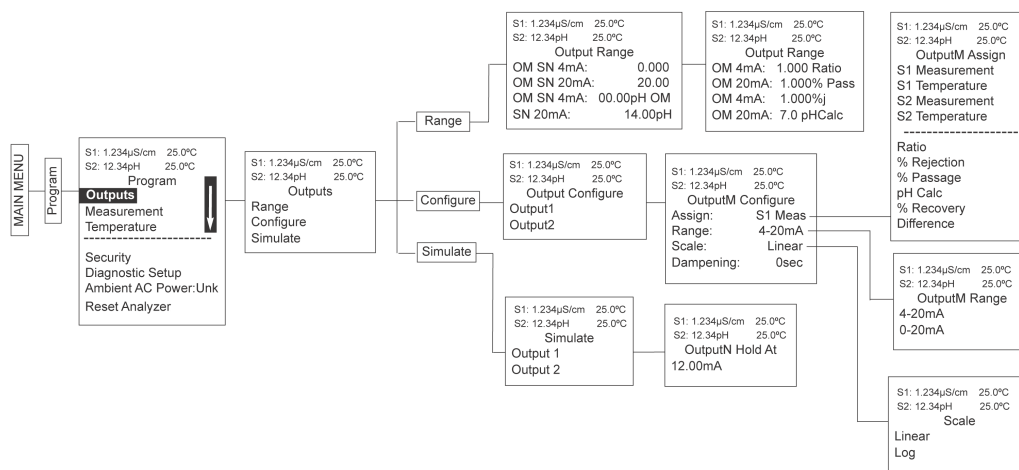 MAIN MENU
Program
S1: 1.234µS/cm 25.0ºC
S2: 12.34pH 25.0ºC
Program
Outputs
Measurement
Temperature
Security
Diagnostic Setup
Ambient AC Power:Unk
Reset Analyzer
S1: 1.234µS/cm 25.0ºC
S2: 12.34pH 25.0ºC
Outputs
Range
Configure
Simulate
Range
S1: 1.234µS/cm 25.0ºC
S2: 12.34pH 25.0ºC
Output Range
OM SN 4mA: 0.000
OM SN 20mA: 20.00
OM SN 4mA: 00.00pH OM
SN 20mA: 14.00pH
S1: 1.234µS/cm 25.0ºC
S2: 12.34pH 25.0ºC
Output Range
OM 4mA: 1.000 Ratio
OM 20mA: 1.000% Pass
OM 4mA: 1.000%j
OM 20mA: 7.0 pHCalc
Configure
S1: 1.234µS/cm 25.0ºC
S2: 12.34pH 25.0ºC
Output Configure
Output1
Output2
S1: 1.234µS/cm 25.0ºC
S2: 12.34pH 25.0ºC
OutputM Configure
Assign: S1 Meas
Range: 4-20mA
Scale: Linear
Dampening: 0sec
S1: 1.234µS/cm 25.0ºC
S2: 12.34pH 25.0ºC
OutputM Assign
S1 Measurement
S1 Temperature
S2 Measurement
S2 Temperature
Ratio
% Rejection
% Passage
pH Calc
% Recovery
Difference
S1: 1.234µS/cm 25.0ºC
S2: 12.34pH 25.0ºC
OutputM Range
4-20mA
0-20mA
S1: 1.234µS/cm 25.0ºC
S2: 12.34pH 25.0ºC
Scale
Linear
Log
Simulate
S1: 1.234µS/cm 25.0ºC
S2: 12.34pH 25.0ºC
Simulate
Output 1
Output 2
S1: 1.234µS/cm 25.0ºC
S2: 12.34pH 25.0ºC
OutputN Hold At
12.00mA